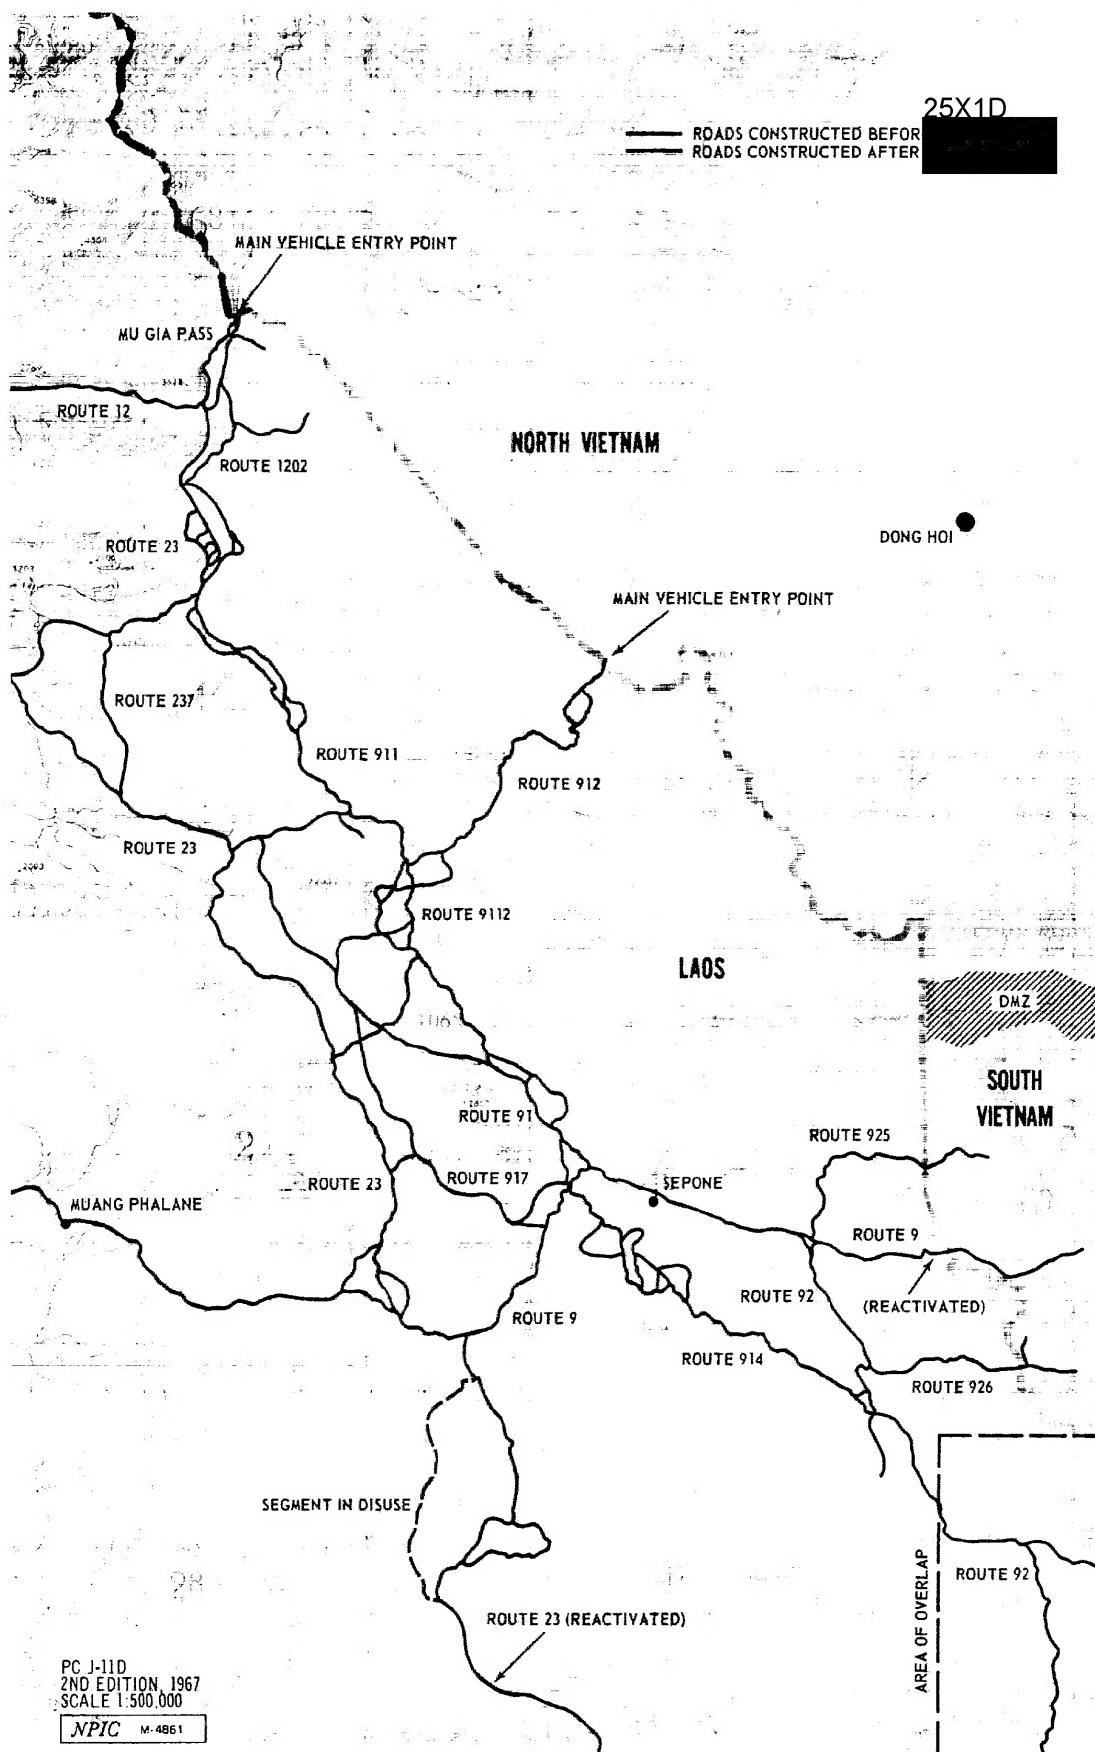 25X1D
ROADS CONSTRUCTED BEFOR
ROADS CONSTRUCTED AFTER
MAIN VEHICLE ENTRY POINT
MU GIA PASS
ROUTE 12
ROUTE 1202
NORTH VIETNAM
DONG HOI
ROUTE 23
MAIN VEHICLE ENTRY POINT
ROUTE 237
ROUTE 911
ROUTE 912
ROUTE 23
ROUTE 9112
LAOS
DMZ
SOUTH
VIETNAM
ROUTE 91
ROUTE 925
ROUTE 23
ROUTE 917
SEPONE
MUANG PHALANE
ROUTE 9
ROUTE 92
(REACTIVATED)
ROUTE 9
ROUTE 914
ROUTE 926
SEGMENT IN DISUSE
AREA OF OVERLAP
ROUTE 92
ROUTE 23 (REACTIVATED)
PC J-11D
2ND EDITION, 1967
SCALE 1:500,000
NPIC M-4861